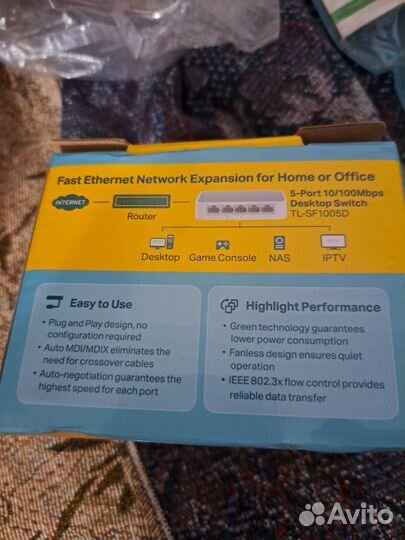 Fast Ethernet Network Expansion for Home or Office
INTERNET
Router
5-Port 10/100Mbps
Desktop Switch
TL-SF1005D
Desktop
Game Console
NAS
IPTV
Easy to Use
• Plug and Play design, no
configuration required
• Auto MDI/MDIX eliminates the
need for crossover cables
• Auto-negotiation guarantees the
highest speed for each port
Highlight Performance
• Green technology guarantees
lower power consumption
• Fanless design ensures quiet
operation
• IEEE 802.3x flow control provides
reliable data transfer
Avito